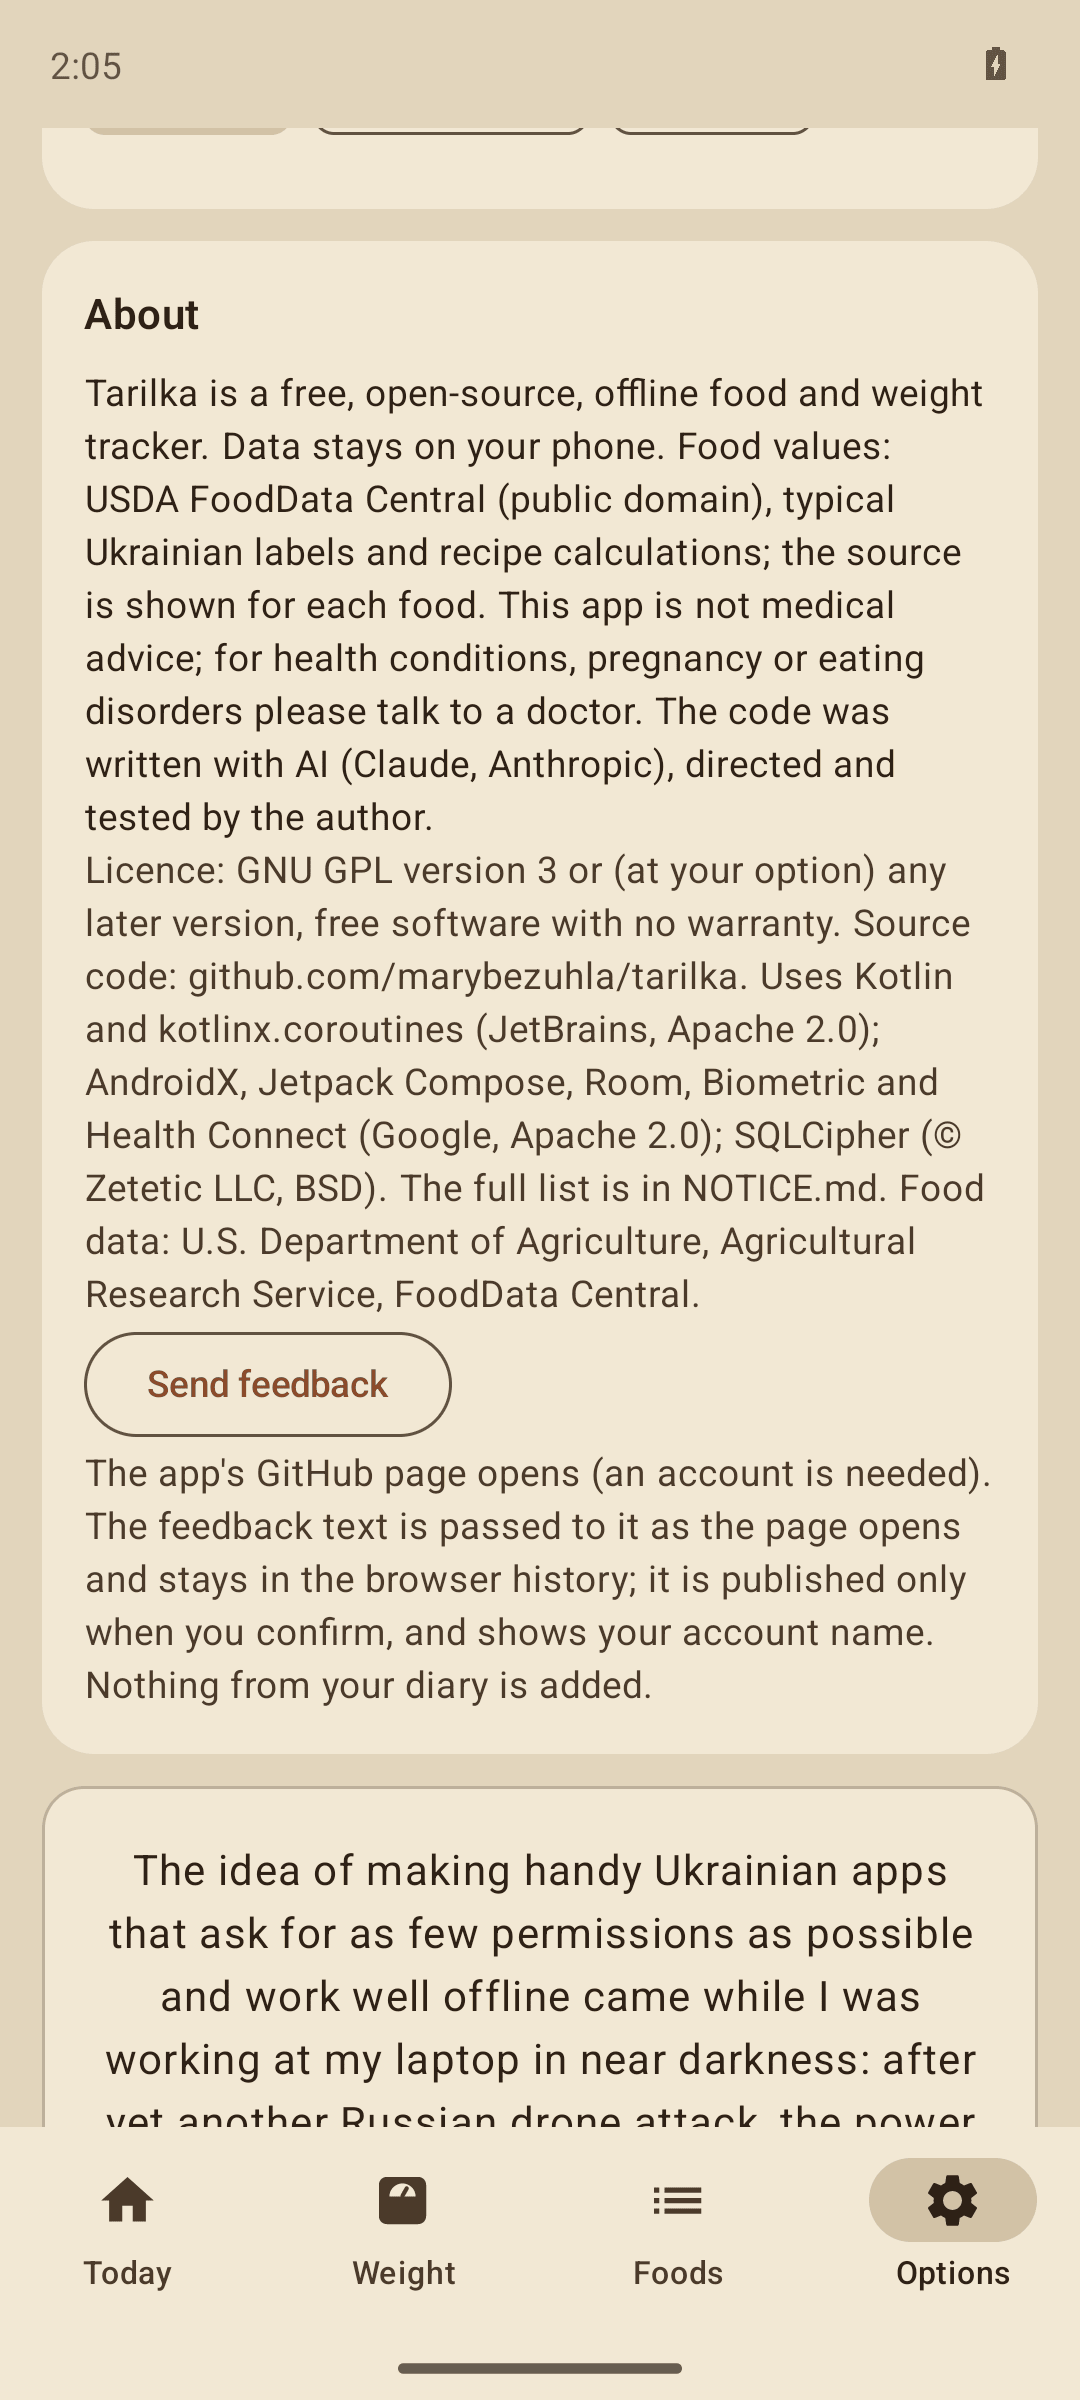 2:05
About
Tarilka is a free, open-source, offline food and weight
tracker. Data stays on your phone. Food values:
USDA FoodData Central (public domain), typical
Ukrainian labels and recipe calculations; the source
is shown for each food. This app is not medical
advice; for health conditions, pregnancy or eating
disorders please talk to a doctor. The code was
written with AI (Claude, Anthropic), directed and
tested by the author.
Licence: GNU GPL version 3 or (at your option) any
later version, free software with no warranty. Source
code: github.com/marybezuhla/tarilka. Uses Kotlin
and kotlinx.coroutines (JetBrains, Apache 2.0);
AndroidX, Jetpack Compose, Room, Biometric and
Health Connect (Google, Apache 2.0); SQLCipher (©
Zetetic LLC, BSD). The full list is in NOTICE.md. Food
data: U.S. Department of Agriculture, Agricultural
Research Service, FoodData Central.
Send feedback
The app's GitHub page opens (an account is needed).
The feedback text is passed to it as the page opens
and stays in the browser history; it is published only
when you confirm, and shows your account name.
Nothing from your diary is added.
The idea of making handy Ukrainian apps
that ask for as few permissions as possible
and work well offline came while I was
working at my laptop in near darkness: after
yet another Russian drone attack, the power
Today
Weight
Foods
Options